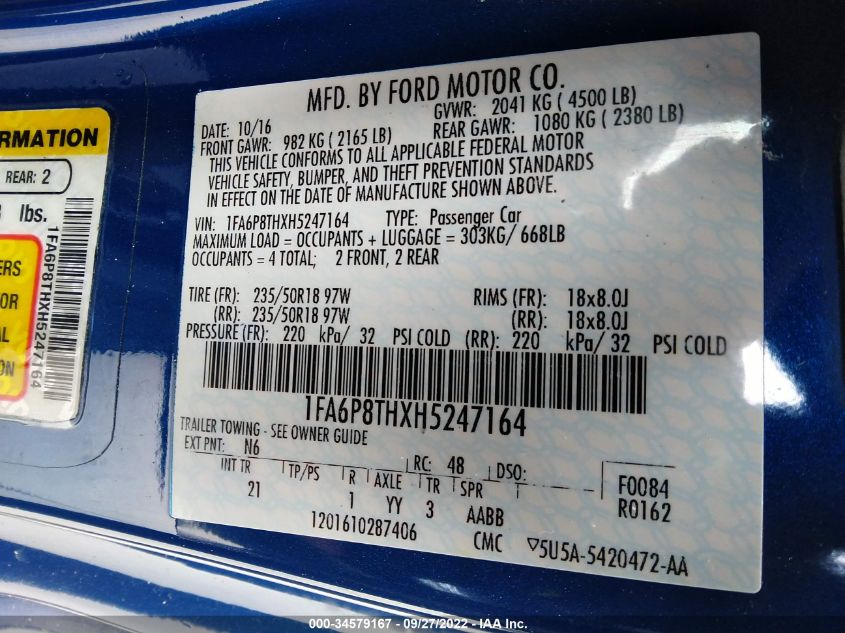 MFD. BY FORD MOTOR CO.
DATE: 10/16 GVWR: 2041 KG ( 4500 LB)
FRONT GAWR: 982 KG ( 2165 LB) REAR GAWR: 1080 KG ( 2380 LB)
THIS VEHICLE CONFORMS TO ALL APPLICABLE FEDERAL MOTOR
VEHICLE SAFETY, BUMPER, AND THEFT PREVENTION STANDARDS
IN EFFECT ON THE DATE OF MANUFACTURE SHOWN ABOVE.
VIN: 1FA6P8THXH5247164 TYPE: Passenger Car
MAXIMUM LOAD = OCCUPANTS + LUGGAGE = 303KG/ 668LB
OCCUPANTS = 4 TOTAL; 2 FRONT, 2 REAR
TIRE (FR): 235/50R18 97W RIMS (FR): 18x8.0J
(RR): 235/50R18 97W (RR): 18x8.0J
PRESSURE (FR): 220 kPa/ 32 PSI COLD (RR): 220 kPa/ 32 PSI COLD
1FA6P8THXH5247164
TRAILER TOWING - SEE OWNER GUIDE
EXT PNT: N6 RC: 48 DSO: F0084
INT TR TP/PS R AXLE TR SPR R0162
21 1 YY 3 AABB
1201610287406 CMC ▽5U5A-5420472-AA
RMATION
REAR: 2
lbs.
1FA6P8THXH5247164
ERS
OR
AL
ON
000-34579167 - 09/27/2022 - IAA Inc.